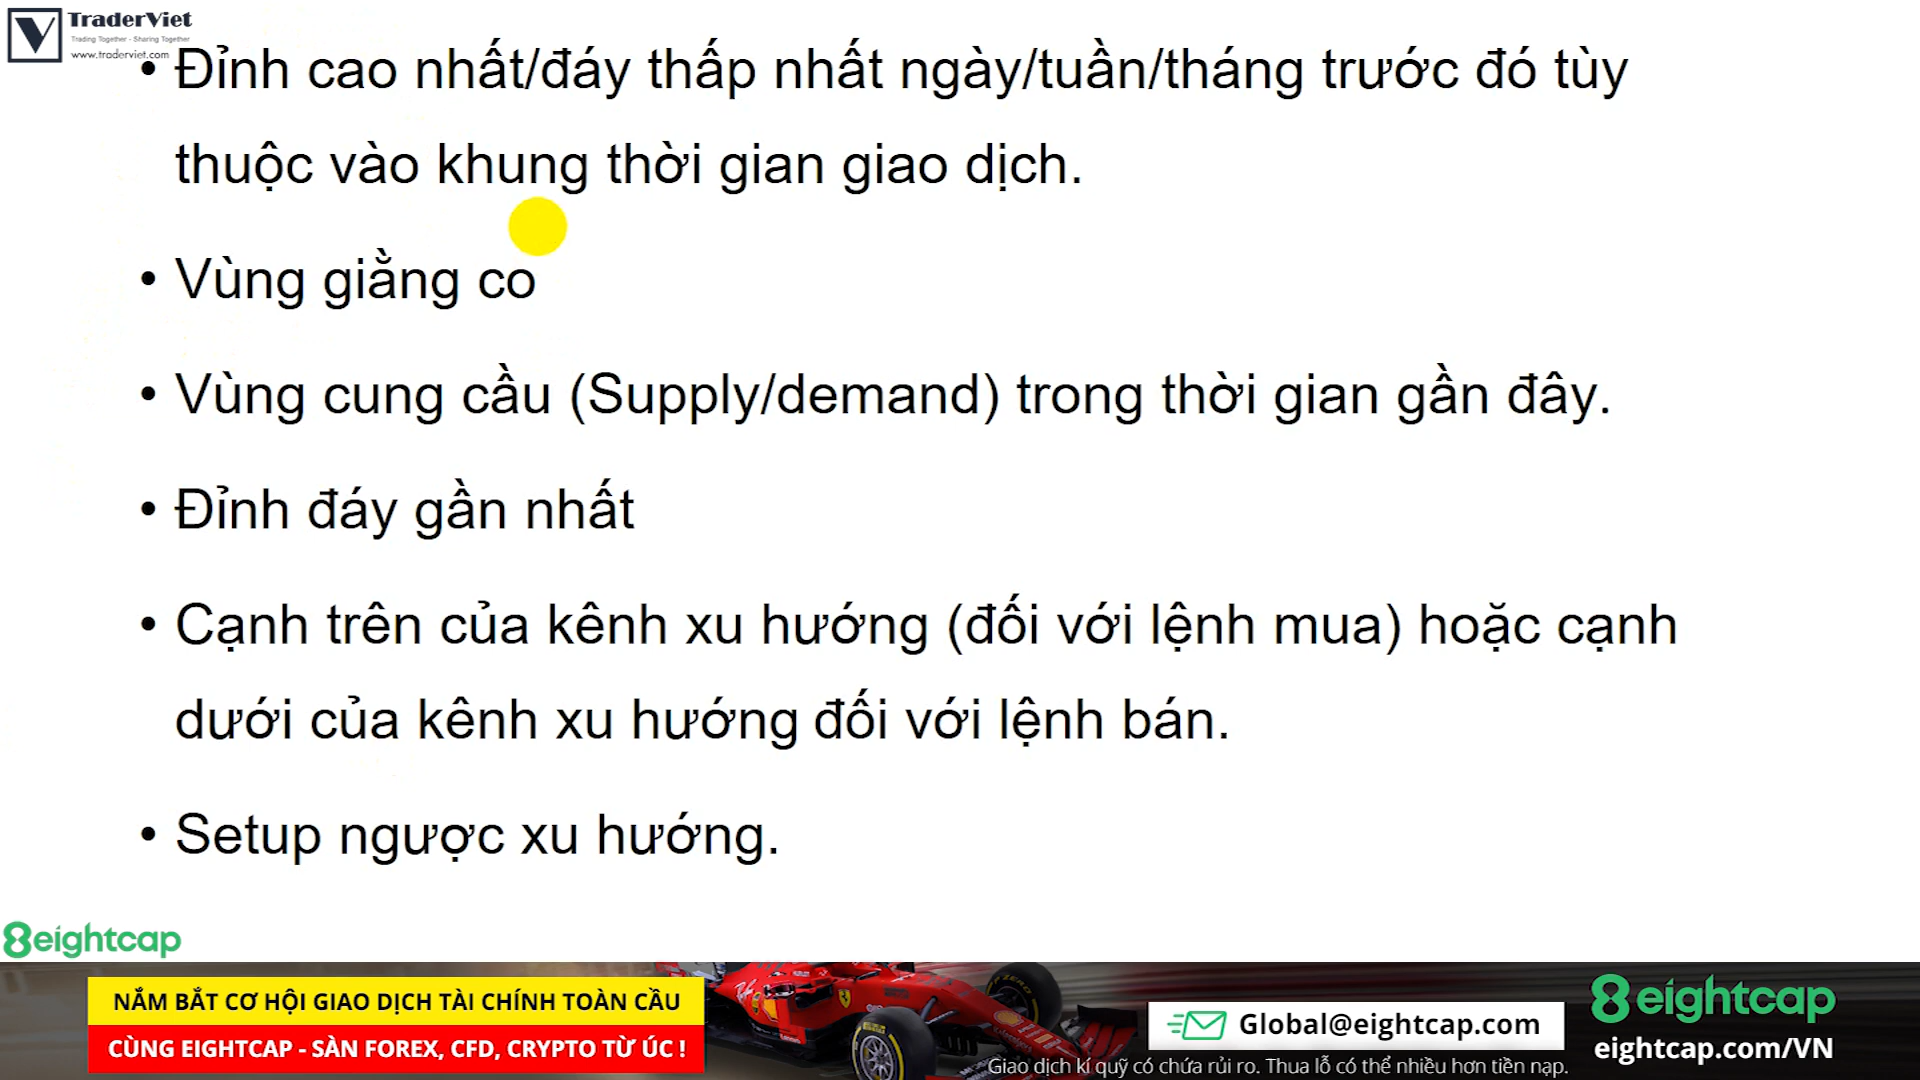 TraderViet
Trading Together - Sharing Together
www.traderviet.com
• Đỉnh cao nhất/đáy thấp nhất ngày/tuần/tháng trước đó tùy
thuộc vào khung thời gian giao dịch.
• Vùng giằng co
• Vùng cung cầu (Supply/demand) trong thời gian gần đây.
• Đỉnh đáy gần nhất
• Cạnh trên của kênh xu hướng (đối với lệnh mua) hoặc cạnh
dưới của kênh xu hướng đối với lệnh bán.
• Setup ngược xu hướng.
8eightcap
NẮM BẮT CƠ HỘI GIAO DỊCH TÀI CHÍNH TOÀN CẦU
CÙNG EIGHTCAP - SÀN FOREX, CFD, CRYPTO TỪ ÚC !
Global@eightcap.com
Giao dịch kí quỹ có chứa rủi ro. Thua lỗ có thể nhiều hơn tiền nạp.
8eightcap
eightcap.com/VN